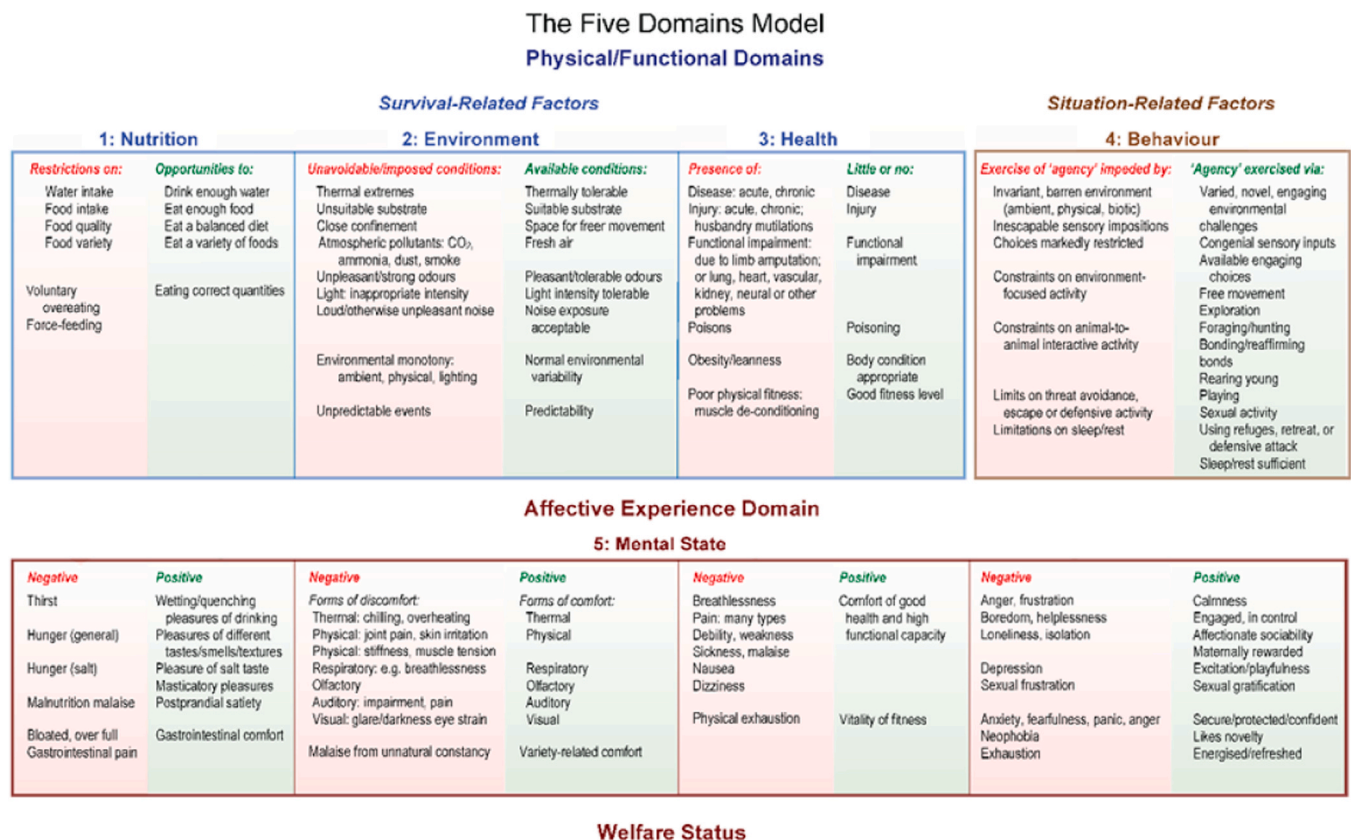 The Five Domains Model
Physical/Functional Domains
Survival-Related Factors
Situation-Related Factors
1: Nutrition
2: Environment
3: Health
4: Behaviour
Restrictions on:
Water intake
Food intake
Food quality
Food variety
Voluntary
overeating
Force-feeding
Opportunities to:
Drink enough water
Eat enough food
Eat a balanced diet
Eat a variety of foods
Eating correct quantities
Unavoidable/imposed conditions:
Thermal extremes
Unsuitable substrate
Close confinement
Atmospheric pollutants: CO₂,
ammonia, dust, smoke
Unpleasant/strong odours
Light: inappropriate intensity
Loud/otherwise unpleasant noise
Environmental monotony:
ambient, physical, lighting
Unpredictable events
Available conditions:
Thermally tolerable
Suitable substrate
Space for freer movement
Fresh air
Pleasant/tolerable odours
Light intensity tolerable
Noise exposure
acceptable
Normal environmental
variability
Predictability
Presence of:
Disease: acute, chronic
Injury: acute, chronic;
husbandry mutilations
Functional impairment:
due to limb amputation;
or lung, heart, vascular,
kidney, neural or other
problems
Poisons
Obesity/leanness
Poor physical fitness:
muscle de-conditioning
Little or no:
Disease
Injury
Functional
impairment
Poisoning
Body condition
appropriate
Good fitness level
Exercise of 'agency' impeded by:
Invariant, barren environment
(ambient, physical, biotic)
Inescapable sensory impositions
Choices markedly restricted
Constraints on environment-
focused activity
Constraints on animal-to-
animal interactive activity
Limits on threat avoidance,
escape or defensive activity
Limitations on sleep/rest
'Agency' exercised via:
Varied, novel, engaging
environmental
challenges
Congenial sensory inputs
Available engaging
choices
Free movement
Exploration
Foraging/hunting
Bonding/reaffirming
bonds
Rearing young
Playing
Sexual activity
Using refuges, retreat, or
defensive attack
Sleep/rest sufficient
Affective Experience Domain
5: Mental State
Negative
Thirst
Hunger (general)
Hunger (salt)
Malnutrition malaise
Bloated, over full
Gastrointestinal pain
Positive
Wetting/quenching
pleasures of drinking
Pleasures of different
tastes/smells/textures
Pleasure of salt taste
Masticatory pleasures
Postprandial satiety
Gastrointestinal comfort
Negative
Forms of discomfort:
Thermal: chilling, overheating
Physical: joint pain, skin irritation
Physical: stiffness, muscle tension
Respiratory: e.g. breathlessness
Olfactory
Auditory: impairment, pain
Visual: glare/darkness eye strain
Malaise from unnatural constancy
Positive
Forms of comfort:
Thermal
Physical
Respiratory
Olfactory
Auditory
Visual
Variety-related comfort
Negative
Breathlessness
Pain: many types
Debility, weakness
Sickness, malaise
Nausea
Dizziness
Physical exhaustion
Positive
Comfort of good
health and high
functional capacity
Vitality of fitness
Negative
Anger, frustration
Boredom, helplessness
Loneliness, isolation
Depression
Sexual frustration
Anxiety, fearfulness, panic, anger
Neophobia
Exhaustion
Positive
Calmness
Engaged, in control
Affectionate sociability
Maternally rewarded
Excitation/playfulness
Sexual gratification
Secure/protected/confident
Likes novelty
Energised/refreshed
Welfare Status